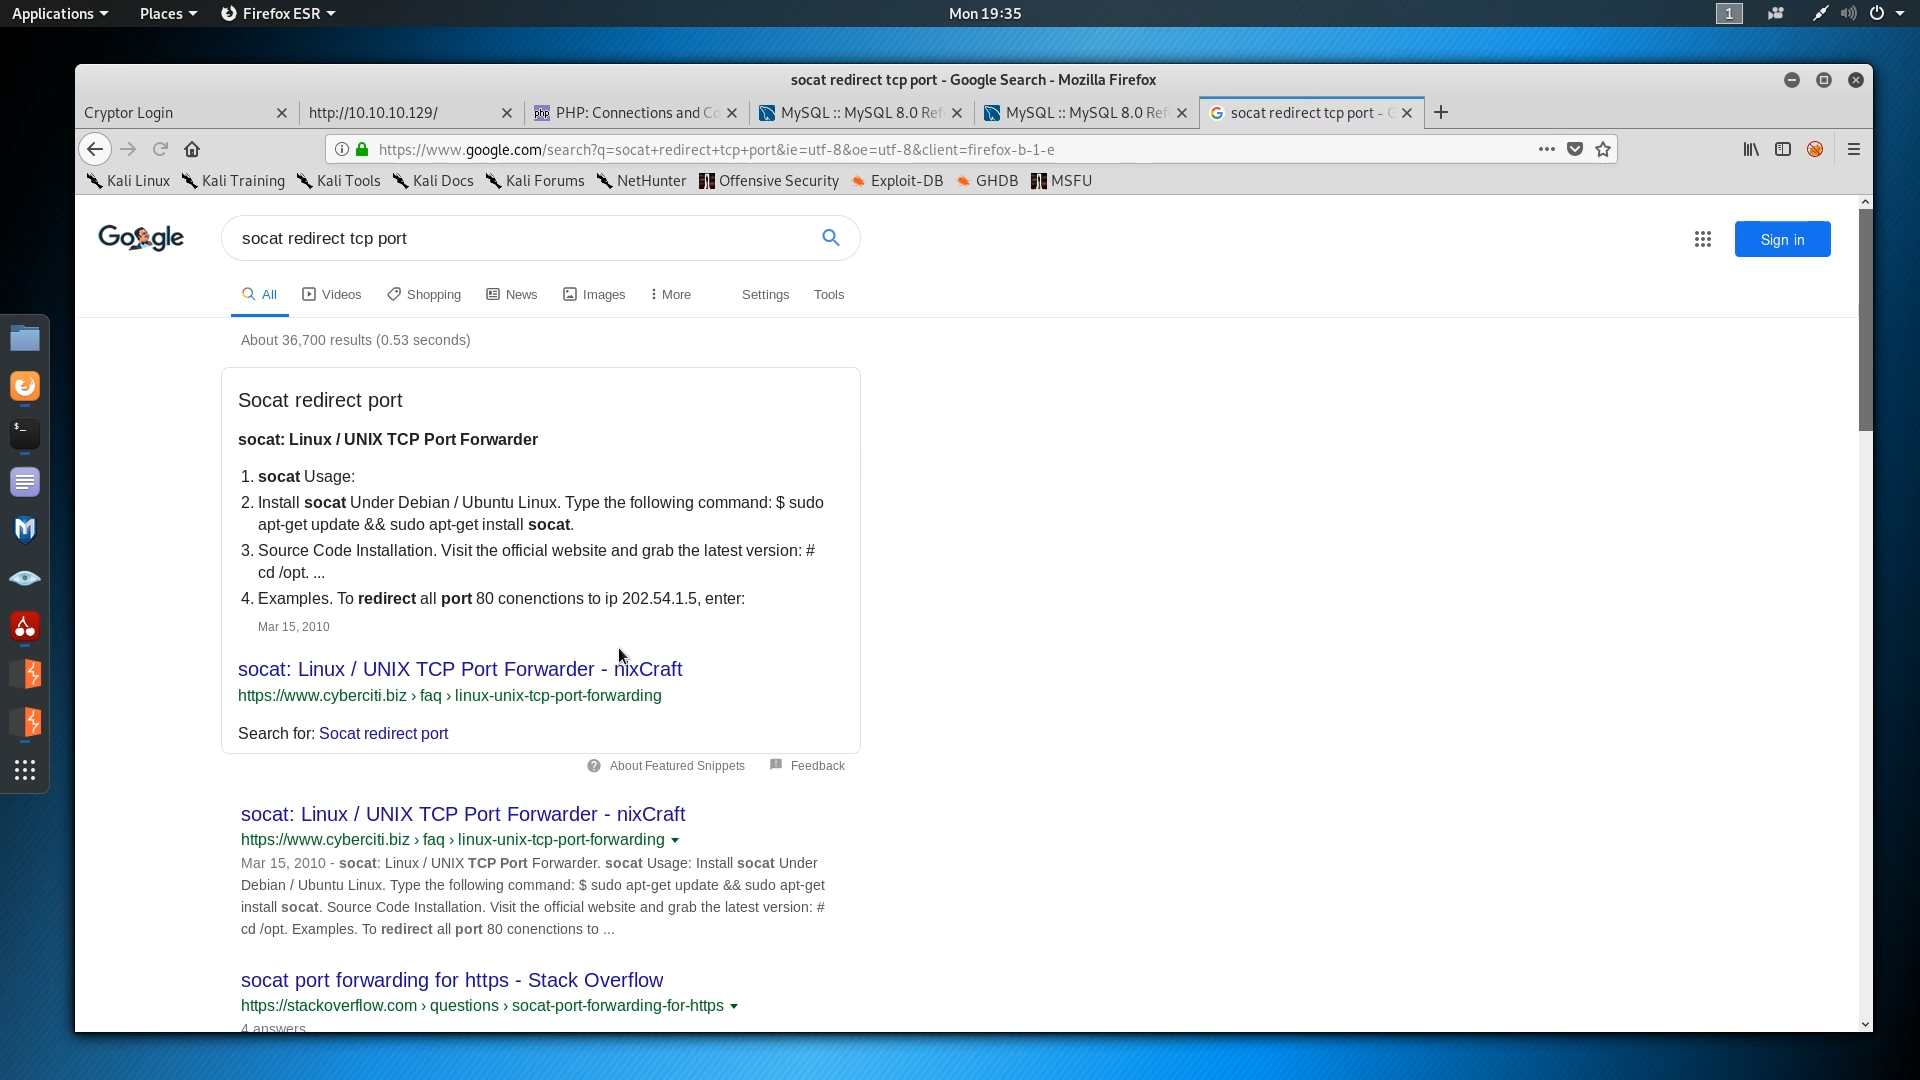 Applications Places Firefox ESR Mon 19:35 1
socat redirect tcp port - Google Search - Mozilla Firefox
Cryptor Login http://10.10.10.129/ PHP: Connections and Co MySQL :: MySQL 8.0 Ref MySQL :: MySQL 8.0 Ref socat redirect tcp port - G
https://www.google.com/search?q=socat+redirect+tcp+port&ie=utf-8&oe=utf-8&client=firefox-b-1-e
Kali Linux Kali Training Kali Tools Kali Docs Kali Forums NetHunter Offensive Security Exploit-DB GHDB MSFU
Google socat redirect tcp port Sign in
All Videos Shopping News Images More Settings Tools
About 36,700 results (0.53 seconds)
Socat redirect port
socat: Linux / UNIX TCP Port Forwarder
1. socat Usage:
2. Install socat Under Debian / Ubuntu Linux. Type the following command: $ sudo
apt-get update && sudo apt-get install socat.
3. Source Code Installation. Visit the official website and grab the latest version: #
cd /opt. ...
4. Examples. To redirect all port 80 conenctions to ip 202.54.1.5, enter:
Mar 15, 2010
socat: Linux / UNIX TCP Port Forwarder - nixCraft
https://www.cyberciti.biz › faq › linux-unix-tcp-port-forwarding
Search for: Socat redirect port
About Featured Snippets Feedback
socat: Linux / UNIX TCP Port Forwarder - nixCraft
https://www.cyberciti.biz › faq › linux-unix-tcp-port-forwarding
Mar 15, 2010 - socat: Linux / UNIX TCP Port Forwarder. socat Usage: Install socat Under
Debian / Ubuntu Linux. Type the following command: $ sudo apt-get update && sudo apt-get
install socat. Source Code Installation. Visit the official website and grab the latest version: #
cd /opt. Examples. To redirect all port 80 conenctions to ...
socat port forwarding for https - Stack Overflow
https://stackoverflow.com › questions › socat-port-forwarding-for-https
4 answers